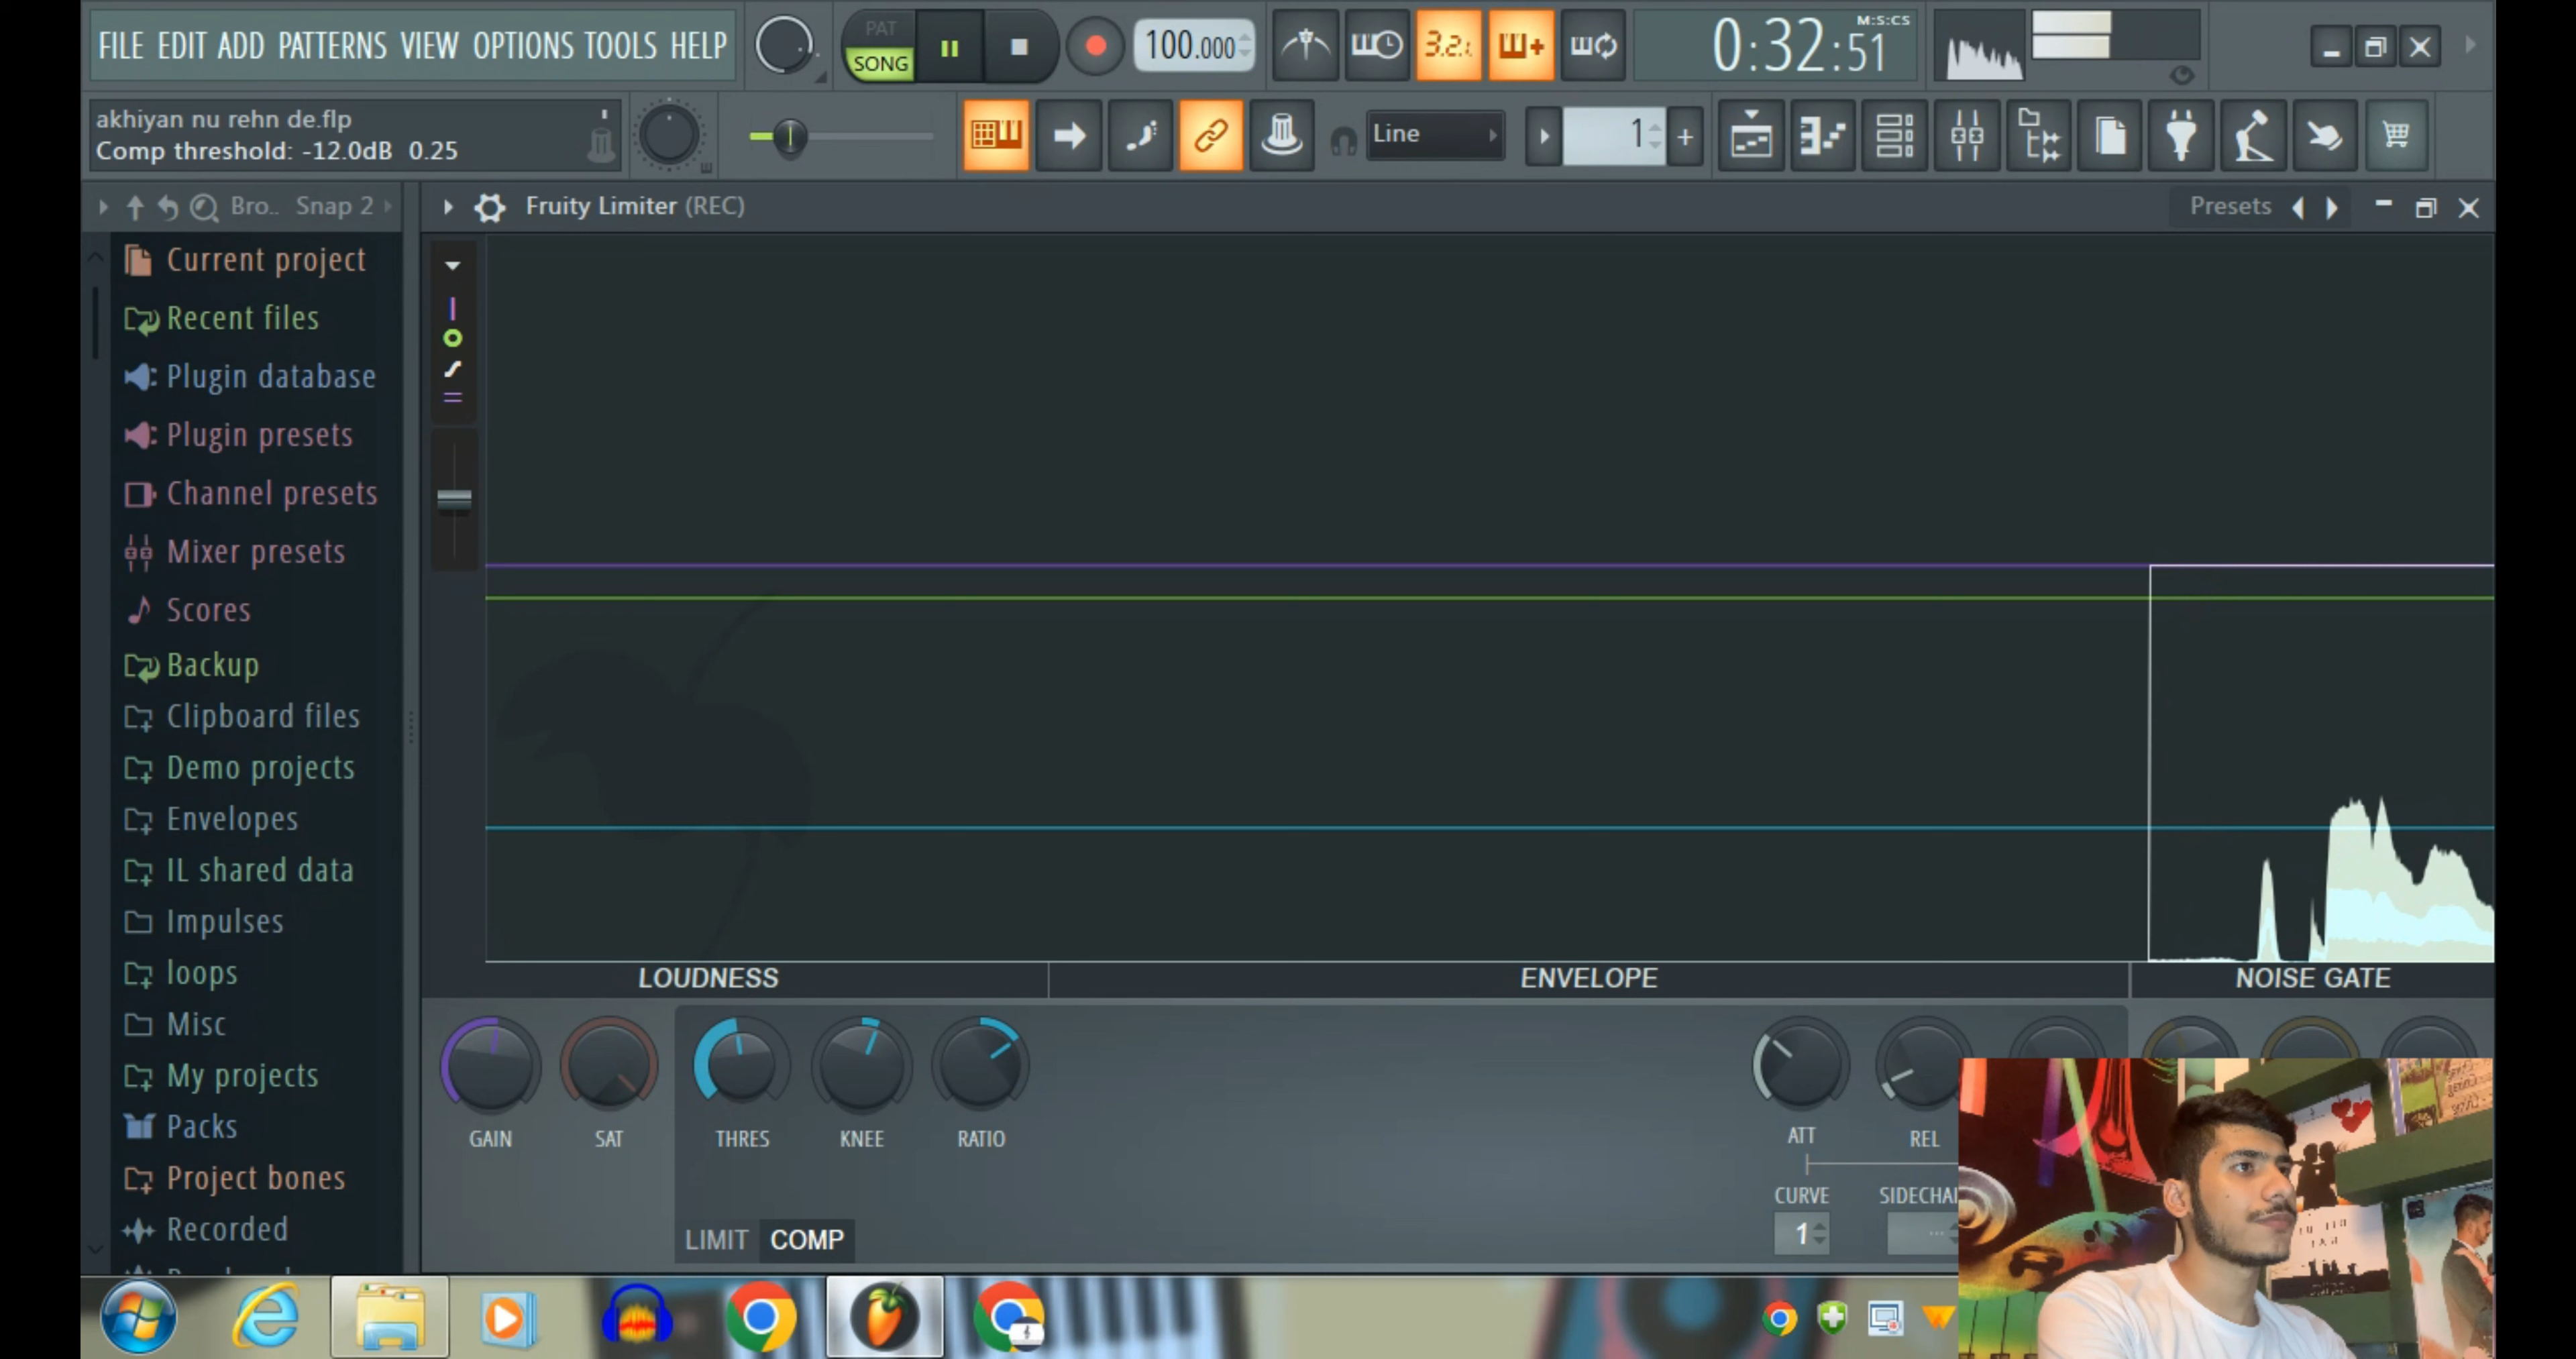 FILE EDIT ADD PATTERNS VIEW OPTIONS TOOLS HELP
PAT
SONG
100.000
3.2.
M:S:CS
0:32:51
akhiyan nu rehn de.flp
Comp threshold: -12.0dB 0.25
Line
1
Bro.. Snap 2
Fruity Limiter (REC)
Presets
Current project
Recent files
Plugin database
Plugin presets
Channel presets
Mixer presets
Scores
Backup
Clipboard files
Demo projects
Envelopes
IL shared data
Impulses
loops
Misc
My projects
Packs
Project bones
Recorded
LOUDNESS ENVELOPE NOISE GATE
GAIN SAT THRES KNEE RATIO ATT REL
CURVE SIDECHAI
1
LIMIT COMP